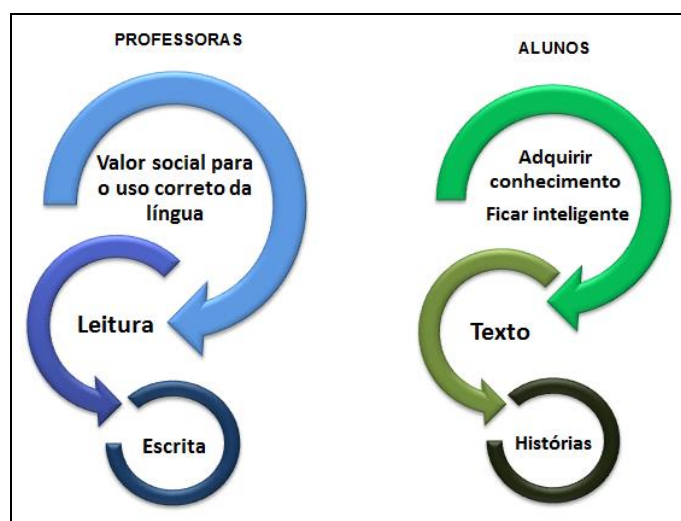 PROFESSORAS
Valor social para
o uso correto da
língua
Leitura
Escrita
ALUNOS
Adquirir
conhecimento
Ficar inteligente
Texto
Histórias